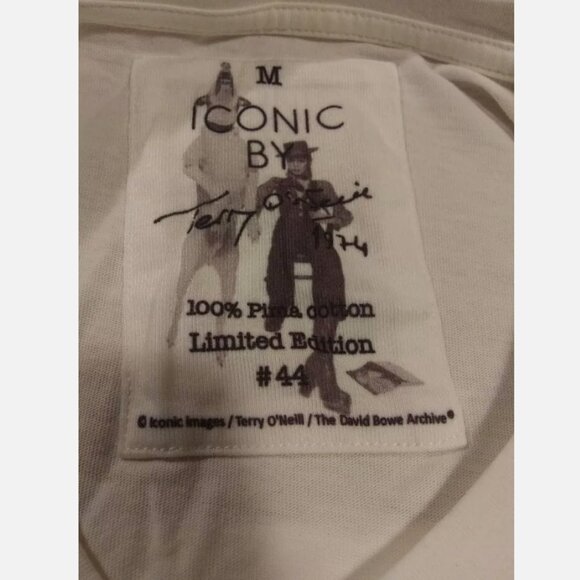 M
ICONIC
BY
Terry O'Neill
1974
100% Pima cotton
Limited Edition
#44
© Iconic Images / Terry O'Neill / The David Bowe Archive®